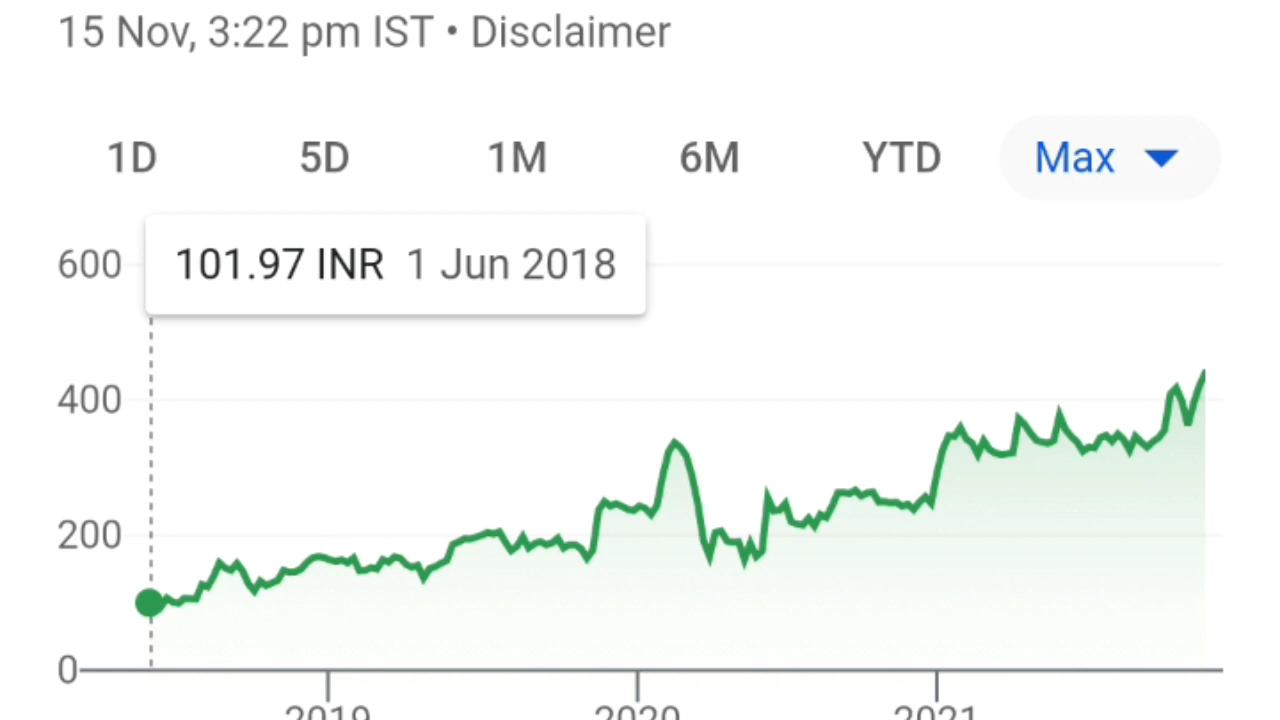 15 Nov, 3:22 pm IST • Disclaimer
1D 5D 1M 6M YTD Max
101.97 INR 1 Jun 2018
600
400
200
0
2019 2020 2021